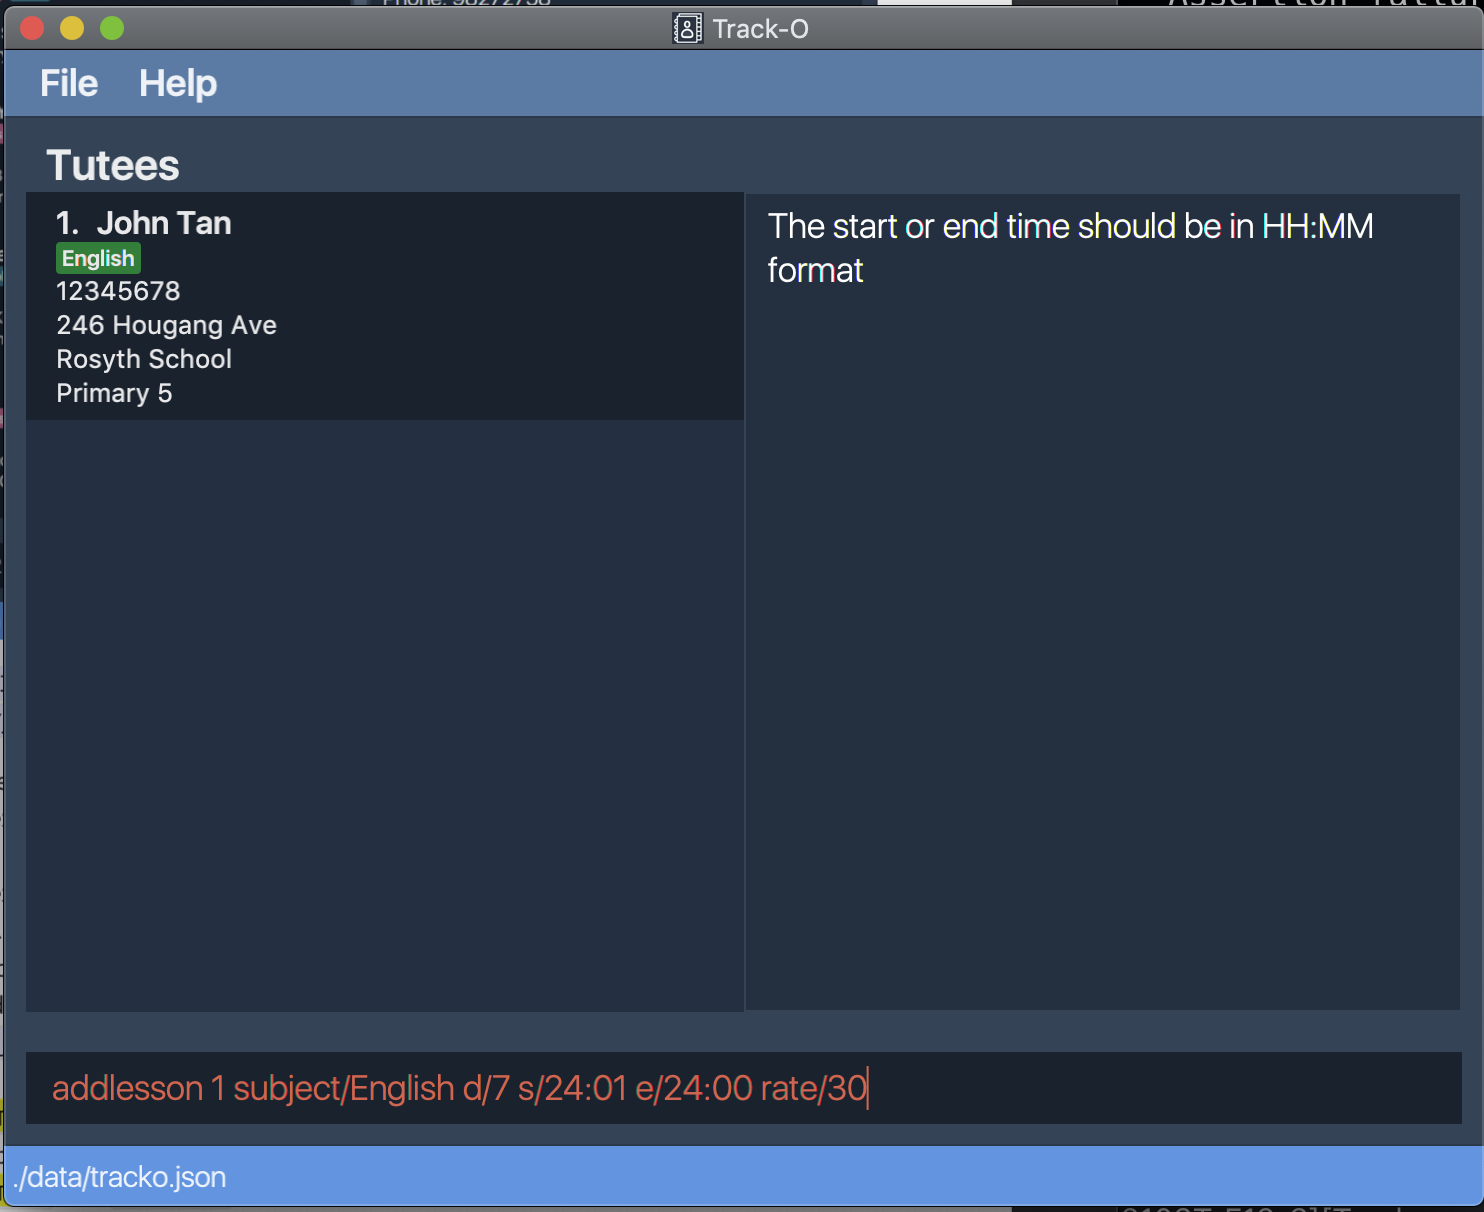 Track-O
File Help
Tutees
1. John Tan
English
12345678
246 Hougang Ave
Rosyth School
Primary 5
The start or end time should be in HH:MM
format
addlesson 1 subject/English d/7 s/24:01 e/24:00 rate/30
./data/tracko.json